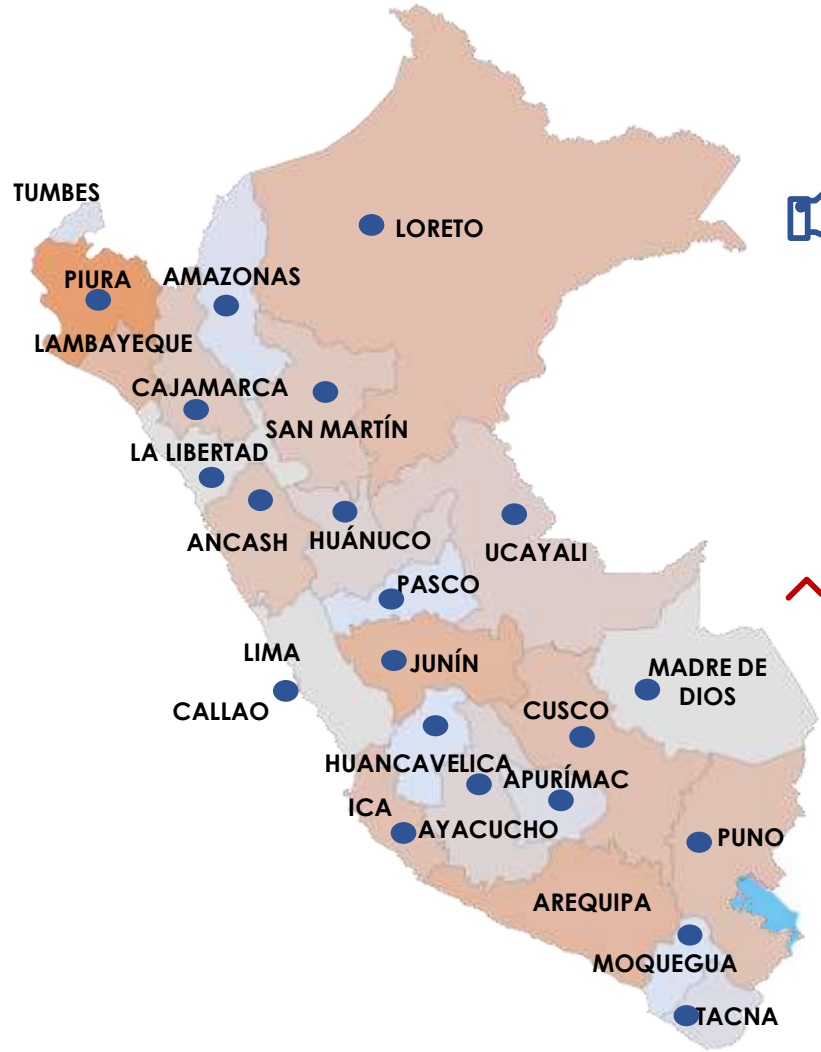 TUMBES
LORETO
PIURA
AMAZONAS
LAMBAYEQUE
CAJAMARCA
SAN MARTÍN
LA LIBERTAD
ANCASH
HUÁNUCO
UCAYALI
PASCO
LIMA
JUNÍN
MADRE DE
DIOS
CALLAO
CUSCO
HUANCAVELICA
APURÍMAC
ICA
AYACUCHO
PUNO
AREQUIPA
MOQUEGUA
TACNA